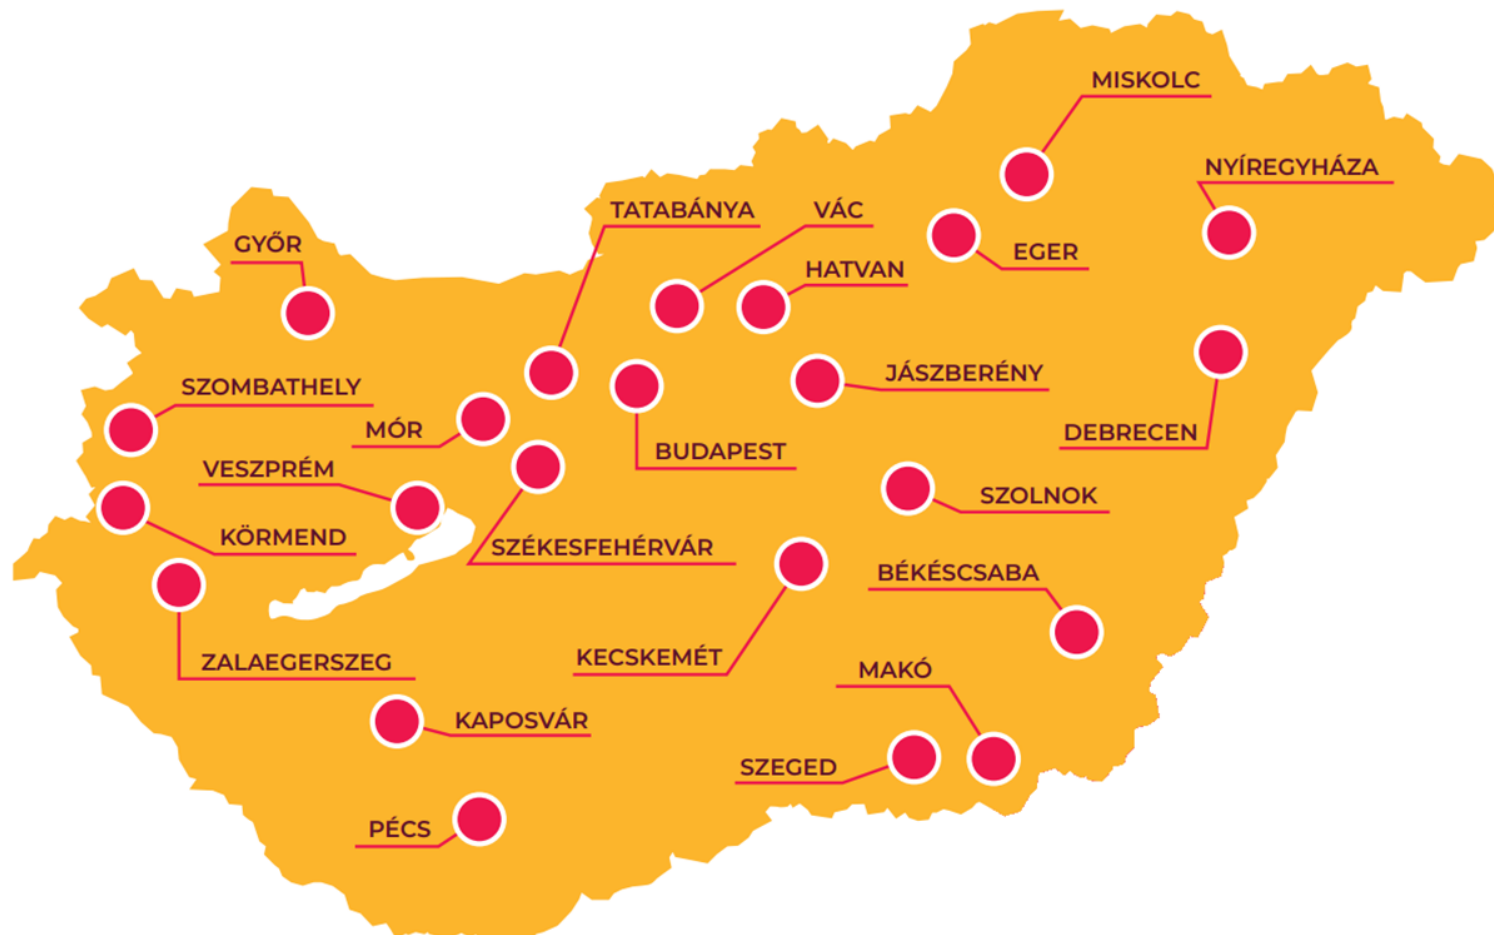 MISKOLC
NYÍREGYHÁZA
TATABÁNYA
VÁC
GYŐR
EGER
HATVAN
JÁSZBERÉNY
SZOMBATHELY
MÓR
DEBRECEN
BUDAPEST
VESZPRÉM
SZOLNOK
KÖRMEND
SZÉKESFEHÉRVÁR
BÉKÉSCSABA
KECSKEMÉT
ZALAEGERSZEG
MAKÓ
KAPOSVÁR
SZEGED
PÉCS